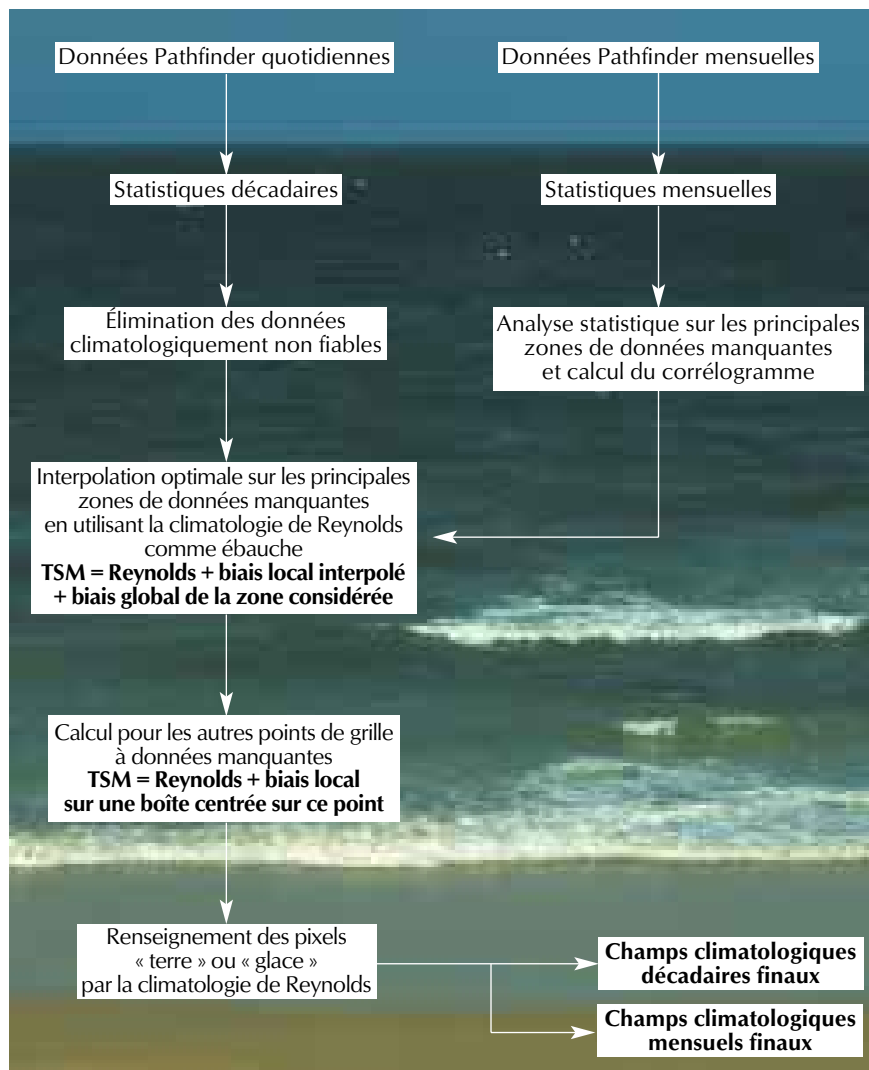 Données Pathfinder quotidiennes
Données Pathfinder mensuelles
Statistiques décadaires
Statistiques mensuelles
Élimination des données
climatologiquement non fiables
Analyse statistique sur les principales
zones de données manquantes
et calcul du corrélogramme
Interpolation optimale sur les principales
zones de données manquantes
en utilisant la climatologie de Reynolds
comme ébauche
TSM = Reynolds + biais local interpolé
+ biais global de la zone considérée
Calcul pour les autres points de grille
à données manquantes
TSM = Reynolds + biais local
sur une boîte centrée sur ce point
Renseignement des pixels
« terre » ou « glace »
par la climatologie de Reynolds
Champs climatologiques
décadaires finaux
Champs climatologiques
mensuels finaux